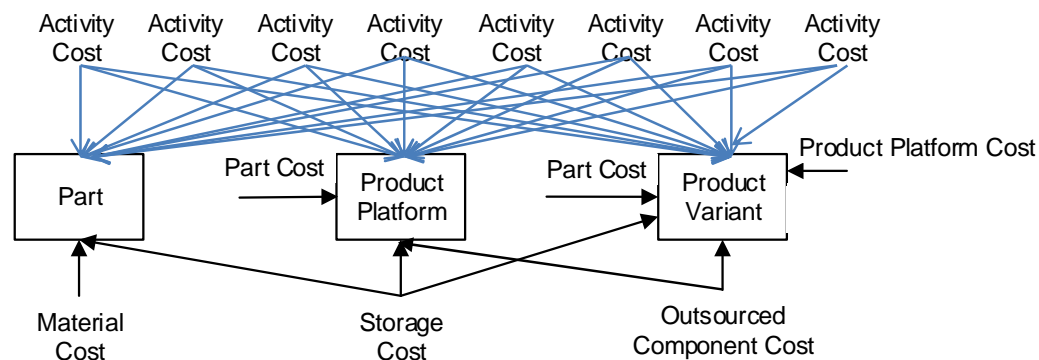 Activity Cost
Activity Cost
Activity Cost
Activity Cost
Activity Cost
Activity Cost
Activity Cost
Activity Cost
Part
Part Cost
Product
Platform
Part Cost
Product
Variant
Product Platform Cost
Material
Cost
Storage
Cost
Outsourced
Component Cost